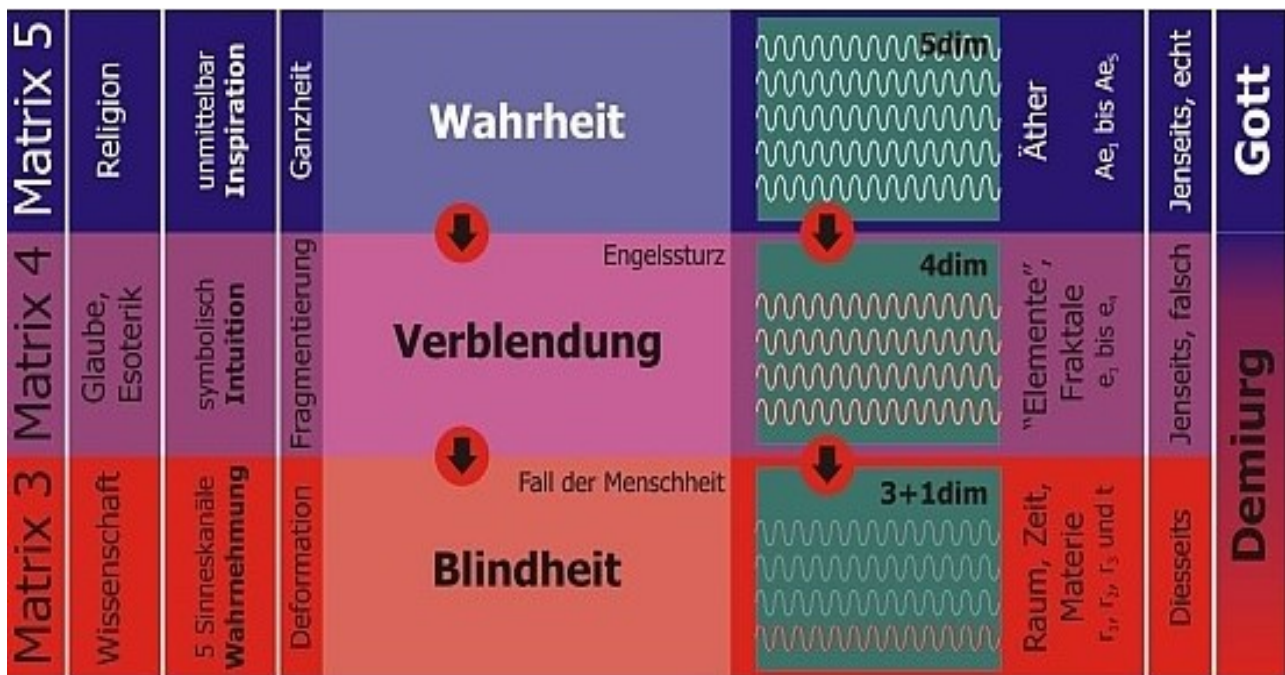 Matrix 5
Religion
unmittelbar
Inspiration
Ganzheit
Wahrheit
5dim
Äther
Ae₁ bis Ae₅
Jenseits, echt
Gott
Matrix 4
Glaube,
Esoterik
symbolisch
Intuition
Fragmentierung
Engelssturz
Verblendung
4dim
"Elemente",
Fraktale
e₁ bis e₄
Jenseits, falsch
Demiurg
Matrix 3
Wissenschaft
5 Sinneskanäle
Wahrnehmung
Deformation
Fall der Menschheit
Blindheit
3+1dim
Raum, Zeit,
Materie
r₁, r₂, r₃ und t
Diesseits